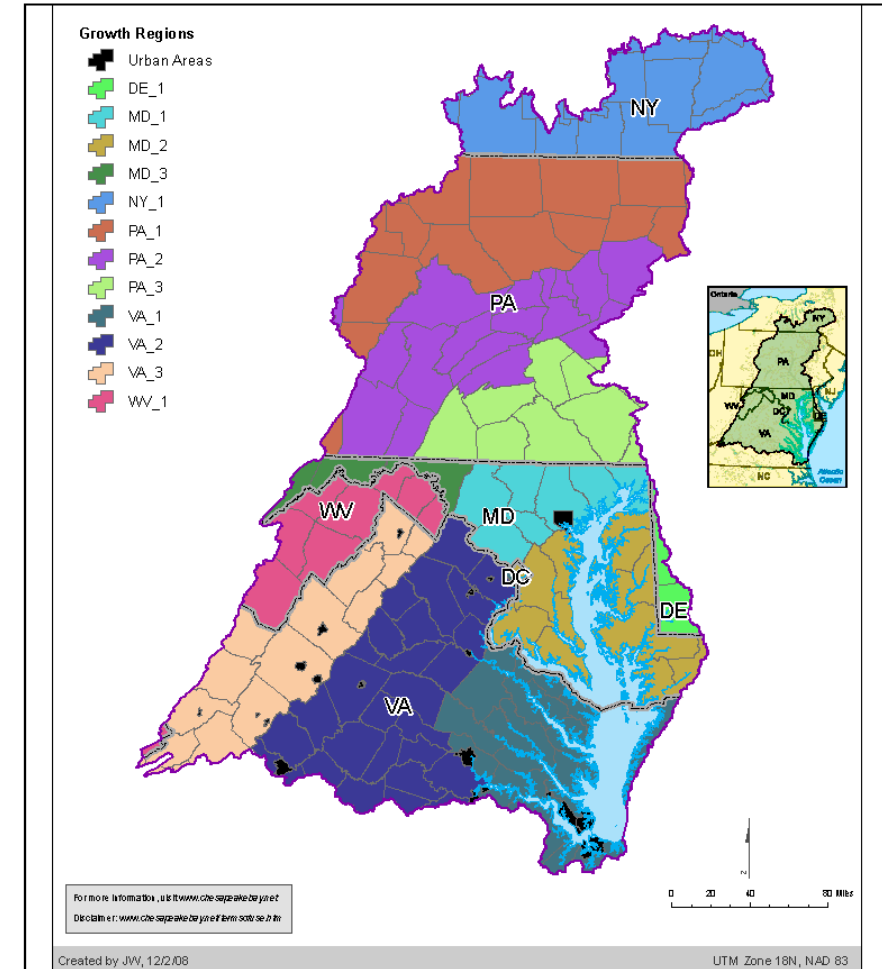 Growth Regions
Urban Areas
DE_1
MD_1
MD_2
MD_3
NY_1
PA_1
PA_2
PA_3
VA_1
VA_2
VA_3
WV_1
NY
PA
WV
MD
DC
DE
VA
Ontario
NY
PA
OH
NJ
MD
WV
DC
DE
VA
NC
Atlantic
Ocean
z
0 20 40 80 Miles
For more Information, visit www.chesapeakebay.net
Disclaimer: www.chesapeakebay.net/termsofuse.htm
Created by JW, 12/2/08
UTM Zone 18N, NAD 83